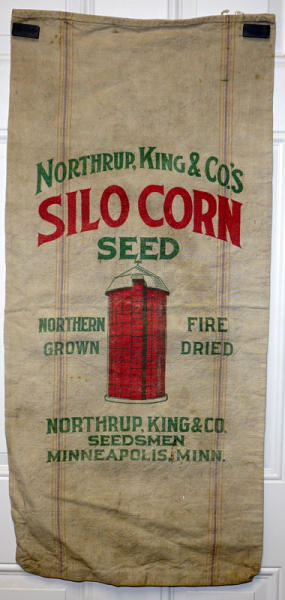 NORTHRUP, KING & CO.'S
SILO CORN
SEED
NORTHERN GROWN
FIRE DRIED
NORTHRUP, KING & CO.
SEEDSMEN
MINNEAPOLIS, MINN.